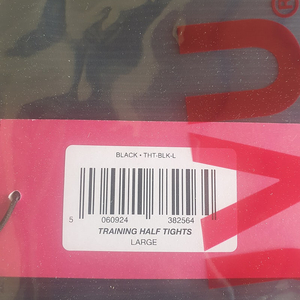 BLACK • THT-BLK-L
5 060924 382564
TRAINING HALF TIGHTS
LARGE